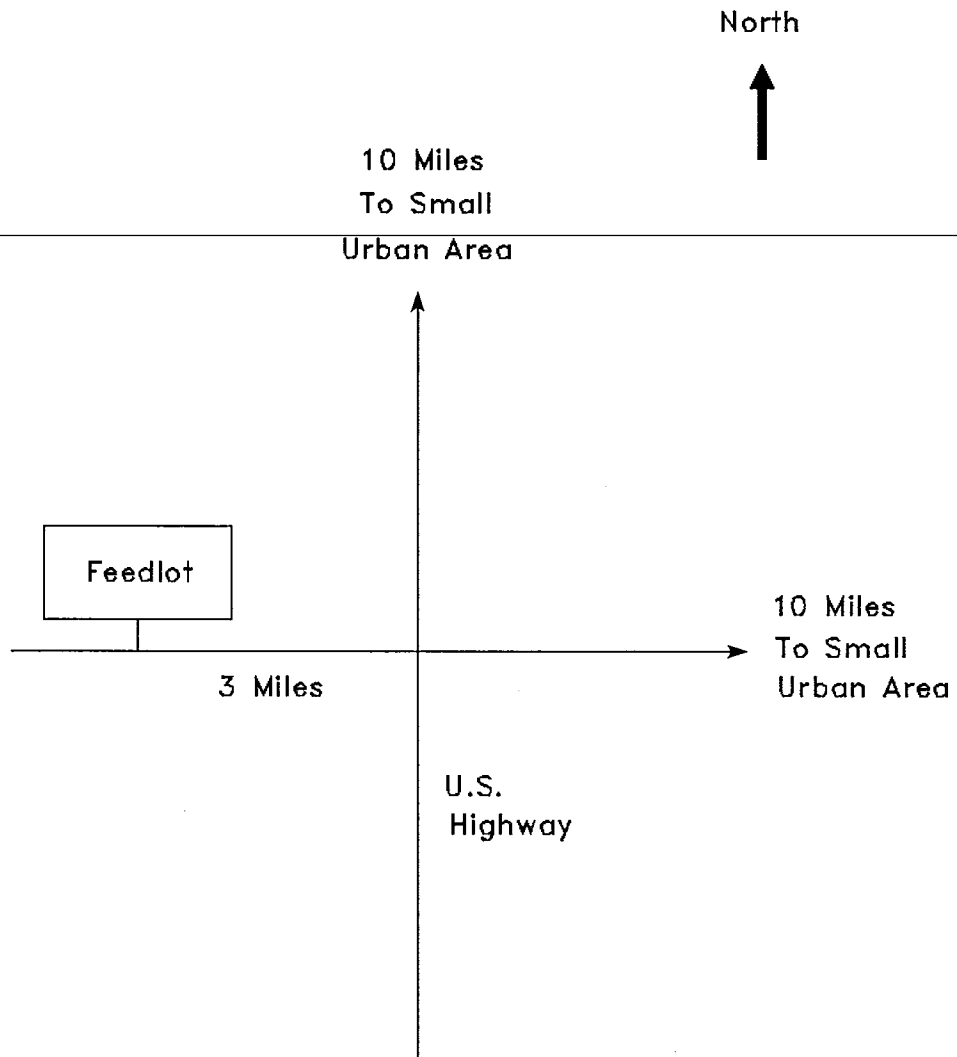 North
10 Miles
To Small
Urban Area
Feedlot
10 Miles
To Small
Urban Area
3 Miles
U.S.
Highway